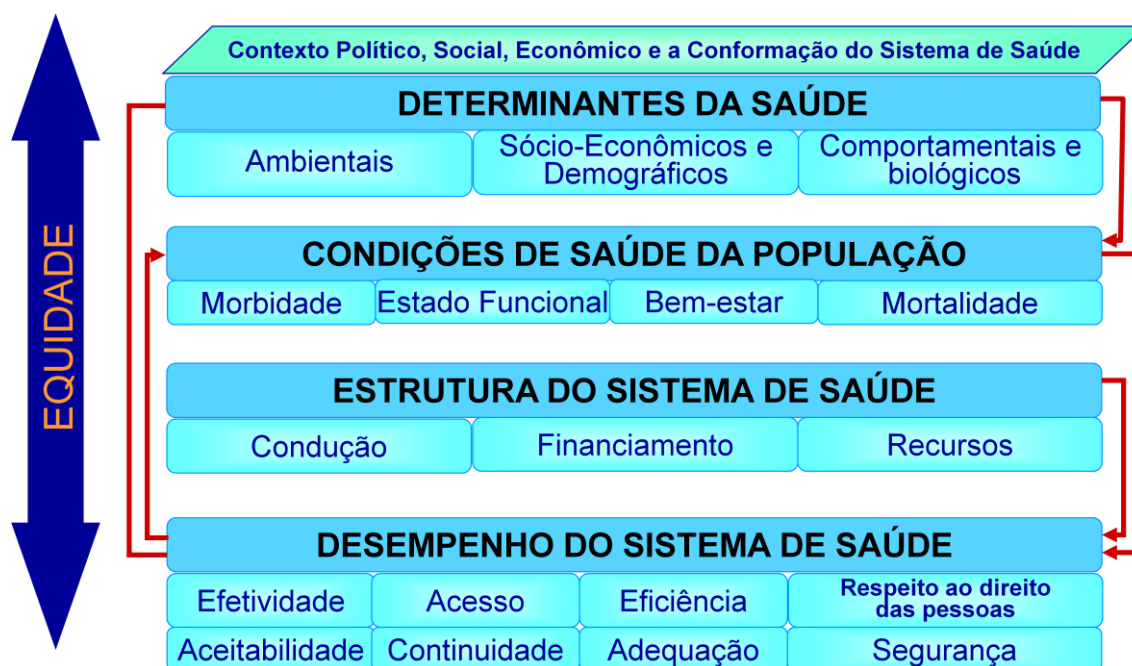 Contexto Político, Social, Econômico e a Conformação do Sistema de Saúde
DETERMINANTES DA SAÚDE
Ambientais
Sócio-Econômicos e
Demográficos
Comportamentais e
biológicos
CONDIÇÕES DE SAÚDE DA POPULAÇÃO
Morbidade
Estado Funcional
Bem-estar
Mortalidade
ESTRUTURA DO SISTEMA DE SAÚDE
Condução
Financiamento
Recursos
DESEMPENHO DO SISTEMA DE SAÚDE
Efetividade
Acesso
Eficiência
Respeito ao direito
das pessoas
Aceitabilidade
Continuidade
Adequação
Segurança
EQUIDADE